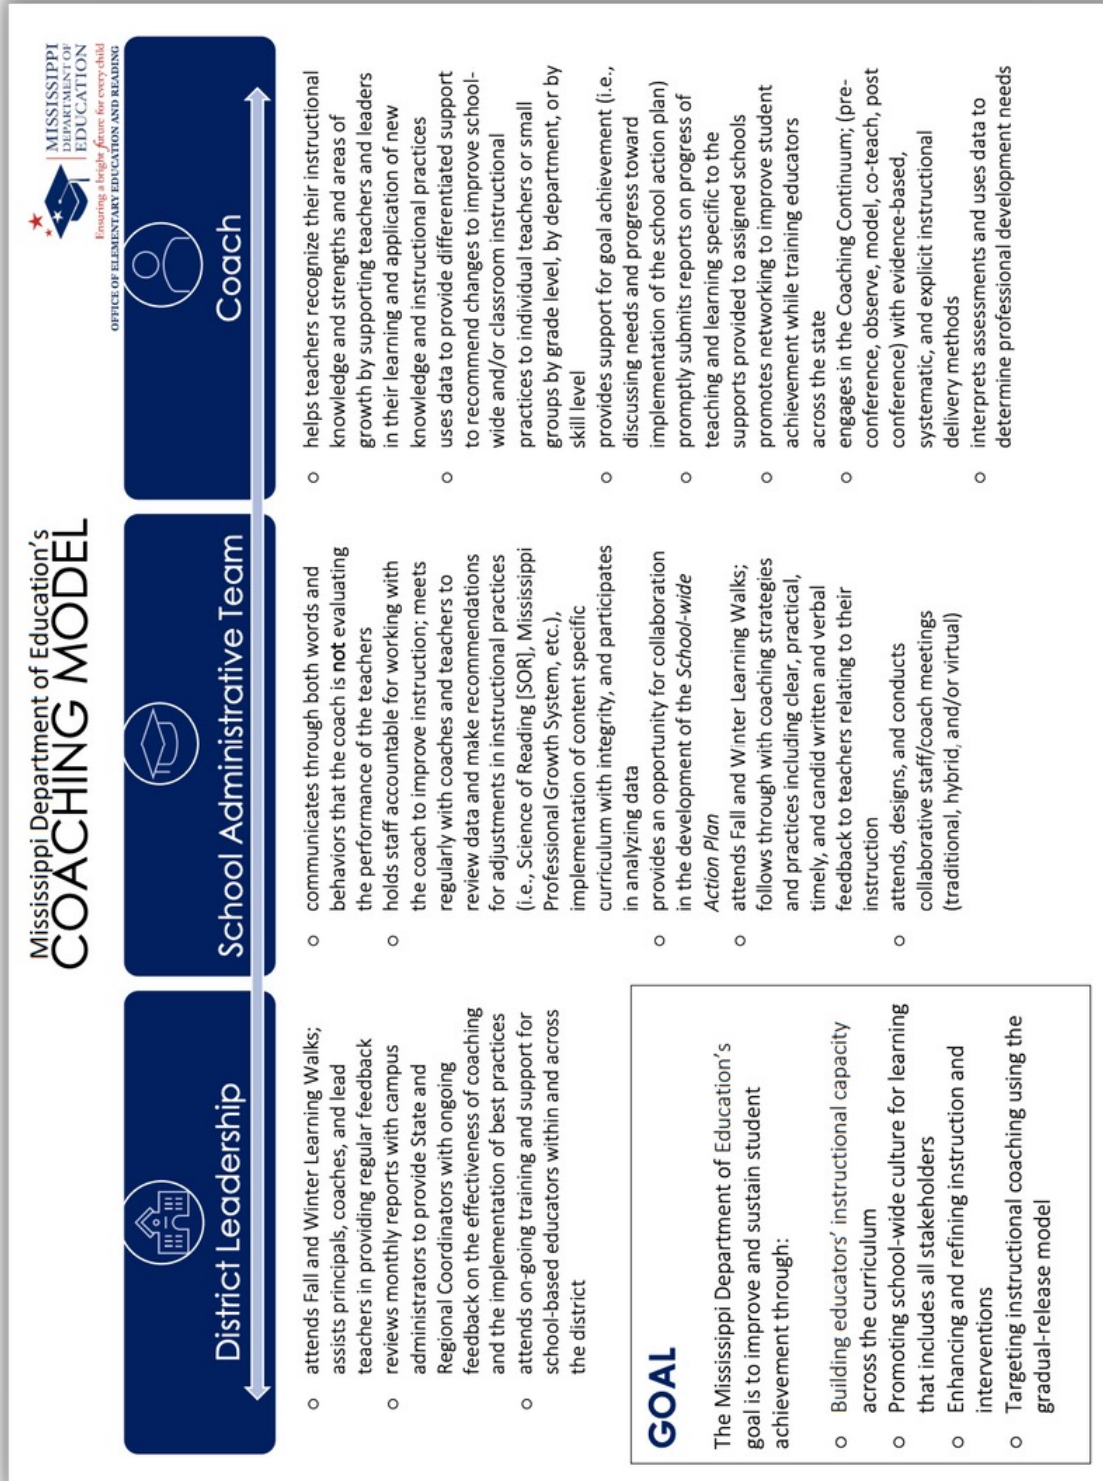 Mississippi Department of Education's
COACHING MODEL
MISSISSIPPI
DEPARTMENT OF
EDUCATION
Ensuring a bright future for every child
OFFICE OF ELEMENTARY EDUCATION AND READING
District Leadership
○ attends Fall and Winter Learning Walks;
assists principals, coaches, and lead
teachers in providing regular feedback
○ reviews monthly reports with campus
administrators to provide State and
Regional Coordinators with ongoing
feedback on the effectiveness of coaching
and the implementation of best practices
○ attends on-going training and support for
school-based educators within and across
the district
School Administrative Team
○ communicates through both words and
behaviors that the coach is not evaluating
the performance of the teachers
○ holds staff accountable for working with
the coach to improve instruction; meets
regularly with coaches and teachers to
review data and make recommendations
for adjustments in instructional practices
(i.e., Science of Reading [SOR], Mississippi
Professional Growth System, etc.),
implementation of content specific
curriculum with integrity, and participates
in analyzing data
○ provides an opportunity for collaboration
in the development of the School-wide
Action Plan
○ attends Fall and Winter Learning Walks;
follows through with coaching strategies
and practices including clear, practical,
timely, and candid written and verbal
feedback to teachers relating to their
instruction
○ attends, designs, and conducts
collaborative staff/coach meetings
(traditional, hybrid, and/or virtual)
Coach
○ helps teachers recognize their instructional
knowledge and strengths and areas of
growth by supporting teachers and leaders
in their learning and application of new
knowledge and instructional practices
○ uses data to provide differentiated support
to recommend changes to improve school-
wide and/or classroom instructional
practices to individual teachers or small
groups by grade level, by department, or by
skill level
○ provides support for goal achievement (i.e.,
discussing needs and progress toward
implementation of the school action plan)
○ promptly submits reports on progress of
teaching and learning specific to the
supports provided to assigned schools
○ promotes networking to improve student
achievement while training educators
across the state
○ engages in the Coaching Continuum; (pre-
conference, observe, model, co-teach, post
conference) with evidence-based,
systematic, and explicit instructional
delivery methods
○ interprets assessments and uses data to
determine professional development needs
GOAL
The Mississippi Department of Education's
goal is to improve and sustain student
achievement through:
○ Building educators' instructional capacity
across the curriculum
○ Promoting school-wide culture for learning
that includes all stakeholders
○ Enhancing and refining instruction and
interventions
○ Targeting instructional coaching using the
gradual-release model